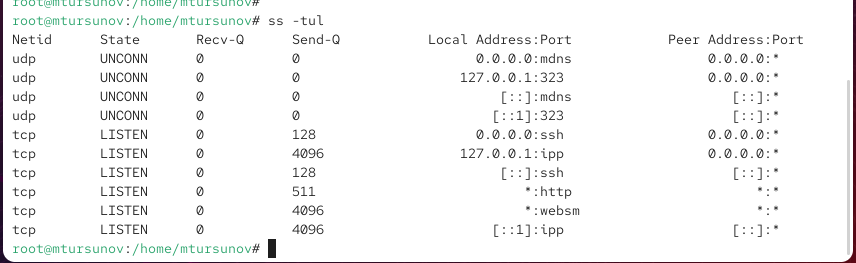 root@mtursunov:/home/mtursunov#
root@mtursunov:/home/mtursunov# ss -tul
Netid State Recv-Q Send-Q Local Address:Port Peer Address:Port
udp UNCONN 0 0 0.0.0.0:mdns 0.0.0.0:*
udp UNCONN 0 0 127.0.0.1:323 0.0.0.0:*
udp UNCONN 0 0 [::]:mdns [::]:*
udp UNCONN 0 0 [::1]:323 [::]:*
tcp LISTEN 0 128 0.0.0.0:ssh 0.0.0.0:*
tcp LISTEN 0 4096 127.0.0.1:ipp 0.0.0.0:*
tcp LISTEN 0 128 [::]:ssh [::]:*
tcp LISTEN 0 511 *:http *:*
tcp LISTEN 0 4096 *:websm *:*
tcp LISTEN 0 4096 [::1]:ipp [::]:*
root@mtursunov:/home/mtursunov#